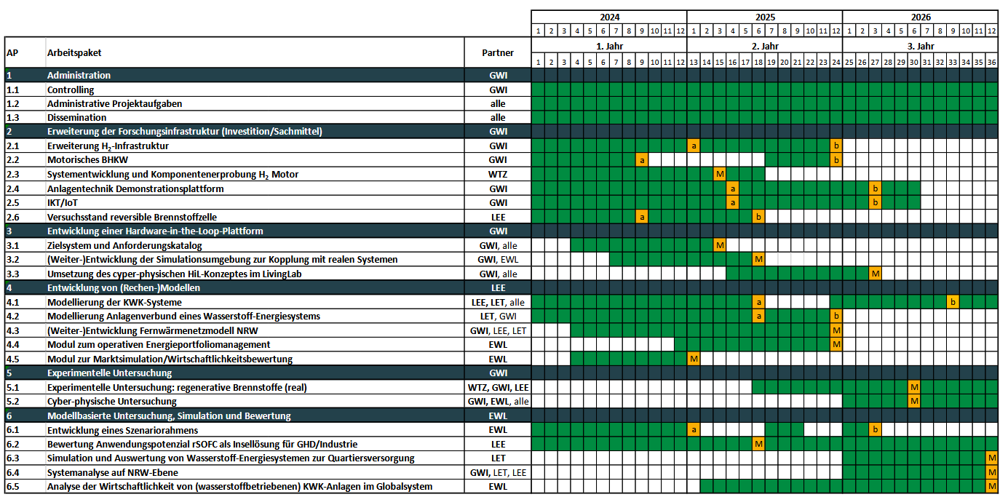 2024 2025 2026
1 2 3 4 5 6 7 8 9 10 11 12 1 2 3 4 5 6 7 8 9 10 11 12 1 2 3 4 5 6 7 8 9 10 11 12
AP Arbeitspaket Partner 1. Jahr 2. Jahr 3. Jahr
1 2 3 4 5 6 7 8 9 10 11 12 13 14 15 16 17 18 19 20 21 22 23 24 25 26 27 28 29 30 31 32 33 34 35 36
1 Administration GWI
1.1 Controlling GWI
1.2 Administrative Projektaufgaben alle
1.3 Dissemination alle
2 Erweiterung der Forschungsinfrastruktur (Investition/Sachmittel) GWI
2.1 Erweiterung H₂-Infrastruktur GWI a b
2.2 Motorisches BHKW GWI a b
2.3 Systementwicklung und Komponentenerprobung H₂ Motor WTZ M
2.4 Anlagentechnik Demonstrationsplattform GWI a b
2.5 IKT/IoT GWI a b
2.6 Versuchsstand reversible Brennstoffzelle LEE a b
3 Entwicklung einer Hardware-in-the-Loop-Plattform GWI
3.1 Zielsystem und Anforderungskatalog GWI, alle M
3.2 (Weiter-)Entwicklung der Simulationsumgebung zur Kopplung mit realen Systemen GWI, EWL M
3.3 Umsetzung des cyper-physischen HiL-Konzeptes im LivingLab GWI, alle M
4 Entwicklung von (Rechen-)Modellen LEE
4.1 Modellierung der KWK-Systeme LEE, LET, alle a b
4.2 Modellierung Anlagenverbund eines Wasserstoff-Energiesystems LET, GWI a b
4.3 (Weiter-)Entwicklung Fernwärmenetzmodell NRW GWI, LEE, LET M
4.4 Modul zum operativen Energieportfoliomanagement EWL M
4.5 Modul zur Marktsimulation/Wirtschaftlichkeitsbewertung EWL M
5 Experimentelle Untersuchung GWI
5.1 Experimentelle Untersuchung: regenerative Brennstoffe (real) WTZ, GWI, LEE M
5.2 Cyber-physische Untersuchung GWI, EWL, alle M
6 Modellbasierte Untersuchung, Simulation und Bewertung EWL
6.1 Entwicklung eines Szenariorahmens EWL a b
6.2 Bewertung Anwendungspotenzial rSOFC als Insellösung für GHD/Industrie LEE M
6.3 Simulation und Auswertung von Wasserstoff-Energiesystemen zur Quartiersversorgung LET M
6.4 Systemanalyse auf NRW-Ebene GWI, LET, LEE M
6.5 Analyse der Wirtschaftlichkeit von (wasserstoffbetriebenen) KWK-Anlagen im Globalsystem EWL M